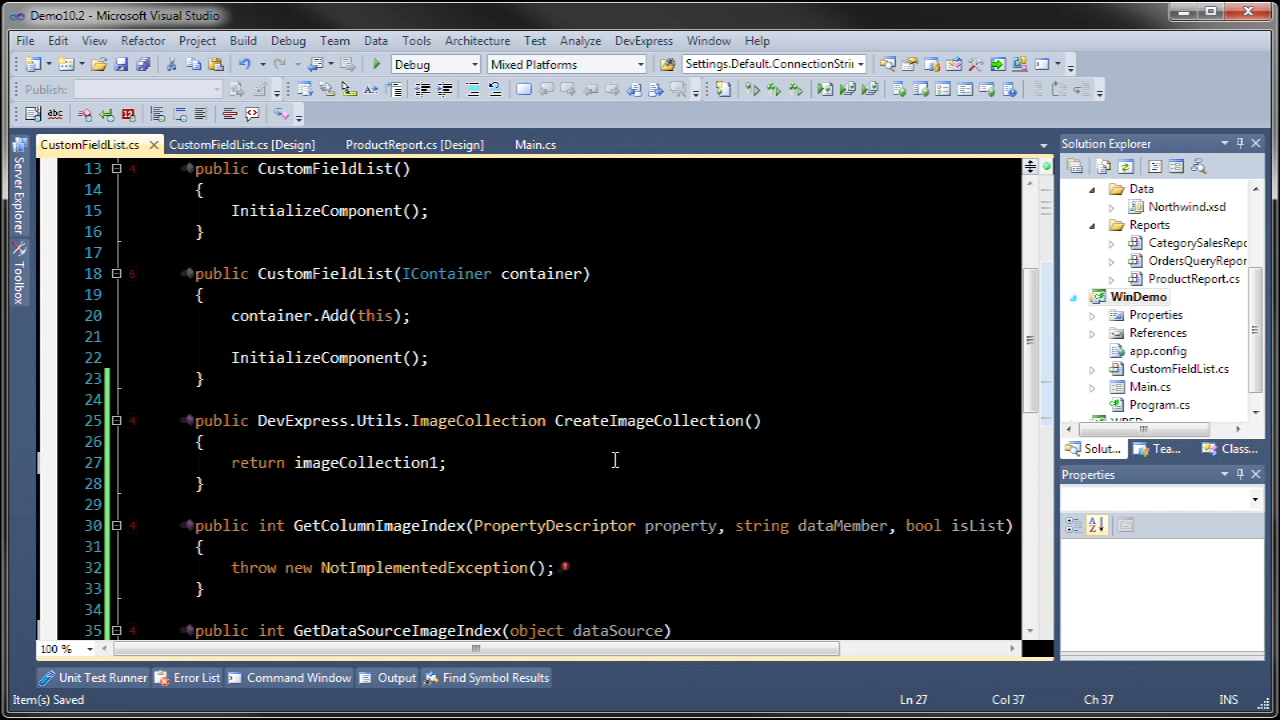 Demo10.2 - Microsoft Visual Studio
File Edit View Refactor Project Build Debug Team Data Tools Architecture Test Analyze DevExpress Window Help
Debug Mixed Platforms Settings.Default.ConnectionStrin
Publish:
CustomFieldList.cs CustomFieldList.cs [Design] ProductReport.cs [Design] Main.cs
Server Explorer
Toolbox
13 public CustomFieldList()
14 {
15 InitializeComponent();
16 }
17
18 public CustomFieldList(IContainer container)
19 {
20 container.Add(this);
21
22 InitializeComponent();
23 }
24
25 public DevExpress.Utils.ImageCollection CreateImageCollection()
26 {
27 return imageCollection1;
28 }
29
30 public int GetColumnImageIndex(PropertyDescriptor property, string dataMember, bool isList)
31 {
32 throw new NotImplementedException();
33 }
34
35 public int GetDataSourceImageIndex(object dataSource)
100 %
Solution Explorer
Data
Northwind.xsd
Reports
CategorySalesRepo
OrdersQueryRepor
ProductReport.cs
WinDemo
Properties
References
app.config
CustomFieldList.cs
Main.cs
Program.cs
Solut... Tea... Class...
Properties
Unit Test Runner Error List Command Window Output Find Symbol Results
Item(s) Saved Ln 27 Col 37 Ch 37 INS